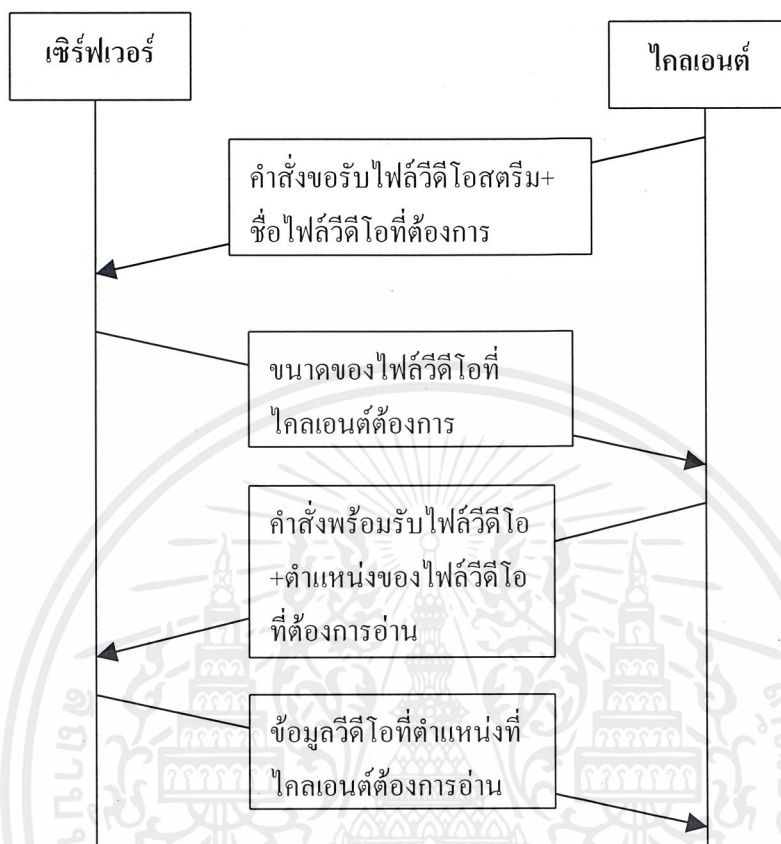 เซิร์ฟเวอร์
ไคลเอนต์
คำสั่งขอรับไฟล์วีดีโอสตรีม+
ชื่อไฟล์วีดีโอที่ต้องการ
ขนาดของไฟล์วีดีโอที่
ไคลเอนต์ต้องการ
คำสั่งพร้อมรับไฟล์วีดีโอ
+ตำแหน่งของไฟล์วีดีโอ
ที่ต้องการอ่าน
ข้อมูลวีดีโอที่ตำแหน่งที่
ไคลเอนต์ต้องการอ่าน